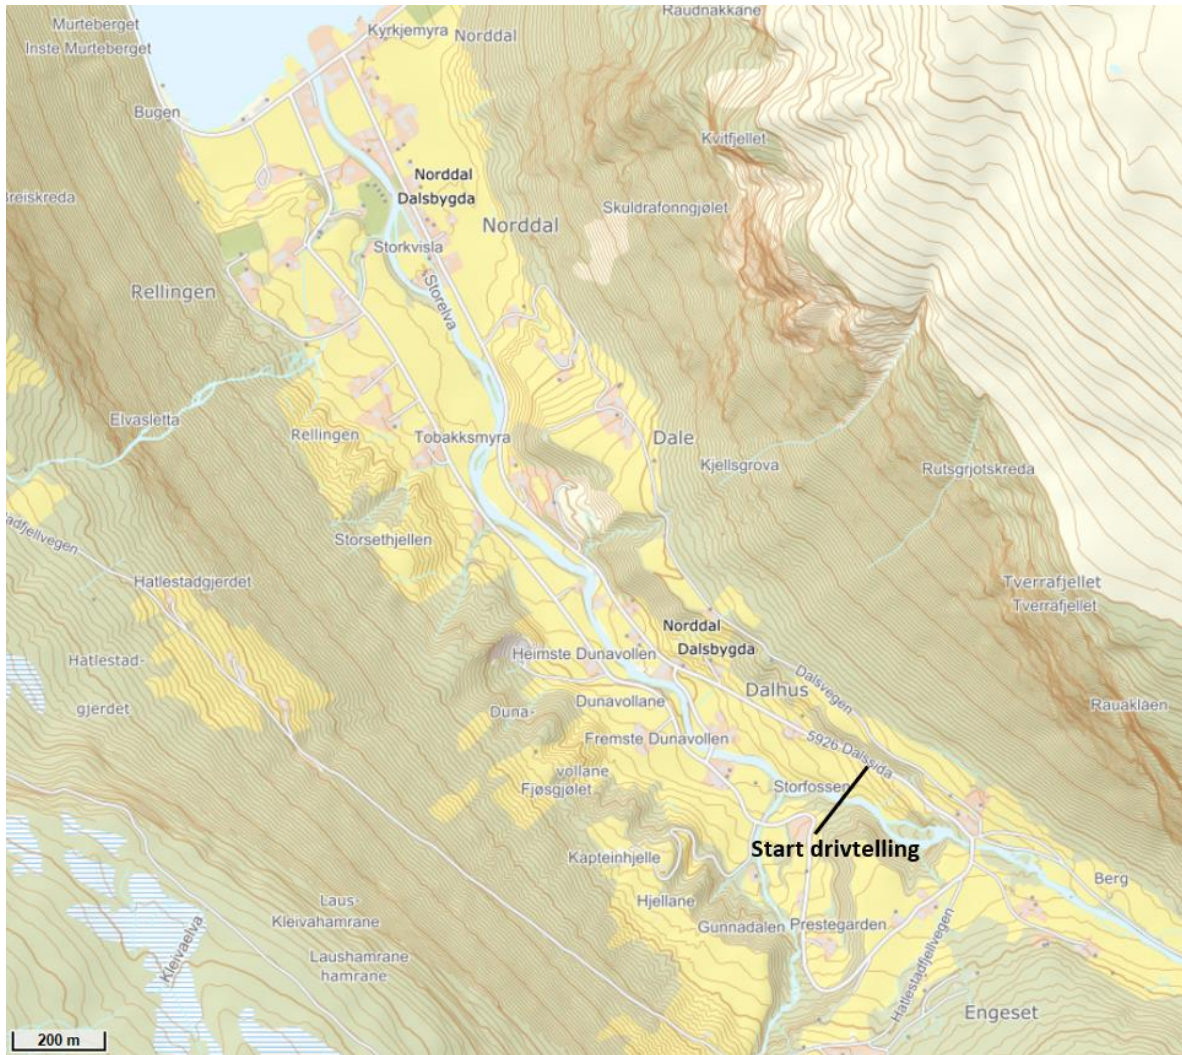 Murteberget
Inste Murteberget
Kyrkjemyra
Norddal
Raudnakkane
Bugen
Kvitfjellet
Norddal
Dalsbygda
Breiskreda
Skuldrafonngjølet
Norddal
Storkvisla
Rellingen
Storelva
Elvasletta
Rellingen
Tobakksmyra
Dale
Kjellsgrova
Rutsgrjotskreda
adfjellvegen
Storsethjellen
Hatlestadgjerdet
Tverrafjellet
Tverrafjellet
Norddal
Dalsbygda
Heimste Dunavollen
Hatlestad-
gjerdet
Dalsvegen
Dalhus
Dunavollane
Rauaklåen
Duna-
vollane
Fremste Dunavollen
5926 Dalssida
Fjøsgjølet
Storfossen
Start drivtelling
Kapteinhjelle
Berg
Laus-
Kleivahamrane
Hjellane
Gunnadalen
Prestegarden
Kleivaelva
Laushamrane
hamrane
Hatlestadfjellvegen
Engeset
200 m